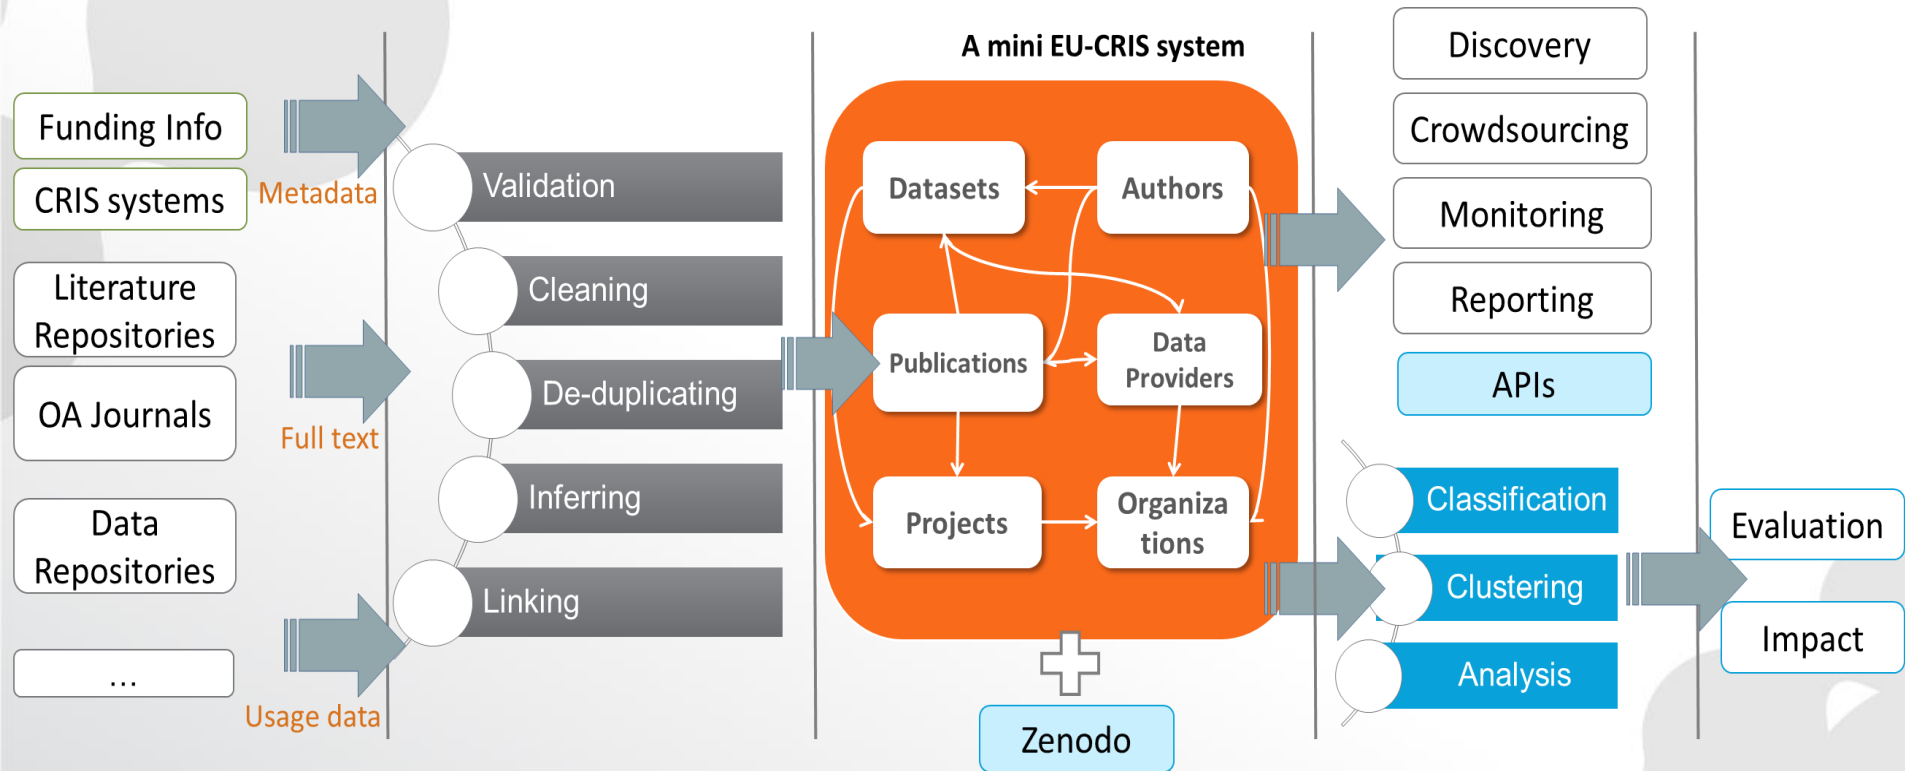 Funding Info
CRIS systems
Literature
Repositories
OA Journals
Data
Repositories
...
Metadata
Full text
Usage data
Validation
Cleaning
De-duplicating
Inferring
Linking
A mini EU-CRIS system
Datasets
Authors
Publications
Data
Providers
Projects
Organiza
tions
Zenodo
Discovery
Crowdsourcing
Monitoring
Reporting
APIs
Classification
Clustering
Analysis
Evaluation
Impact